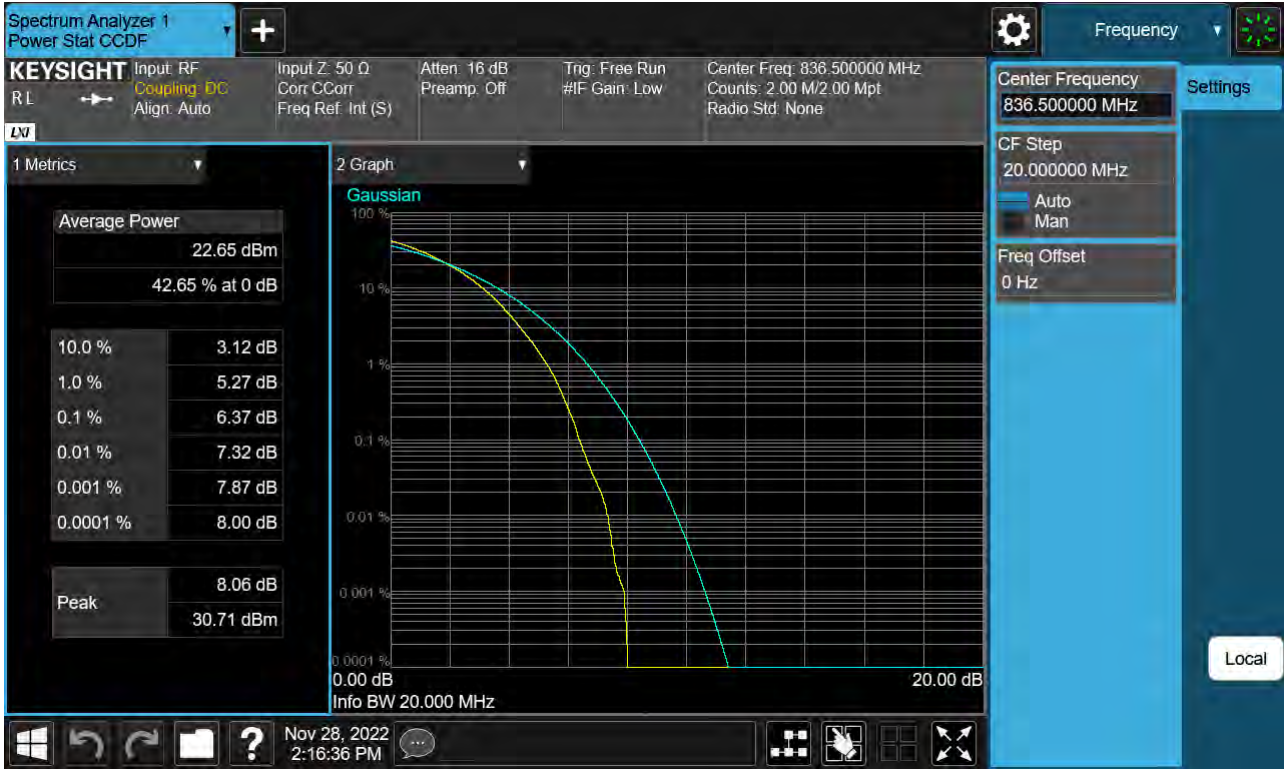 Spectrum Analyzer 1
Power Stat CCDF
Frequency
KEYSIGHT
R L
LXI
Input: RF
Coupling: DC
Align: Auto
Input Z: 50 Ω
Corr CCorr
Freq Ref: Int (S)
Atten: 16 dB
Preamp: Off
Trig: Free Run
#IF Gain: Low
Center Freq: 836.500000 MHz
Counts: 2.00 M/2.00 Mpt
Radio Std: None
Center Frequency
836.500000 MHz
Settings
CF Step
20.000000 MHz
Auto
Man
Freq Offset
0 Hz
1 Metrics
Average Power
22.65 dBm
42.65 % at 0 dB
10.0 % 3.12 dB
1.0 % 5.27 dB
0.1 % 6.37 dB
0.01 % 7.32 dB
0.001 % 7.87 dB
0.0001 % 8.00 dB
Peak
8.06 dB
30.71 dBm
2 Graph
Gaussian
100 %
10 %
1 %
0.1 %
0.01 %
0.001 %
0.0001 %
0.00 dB 20.00 dB
Info BW 20.000 MHz
Local
?
Nov 28, 2022
2:16:36 PM